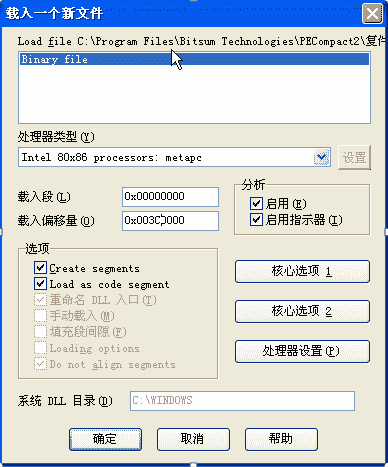 载入一个新文件
Load file C:\Program Files\Bitsum Technologies\PECompact2\复件
Binary file
处理器类型(Y)
Intel 80x86 processors: metapc
设置
载入段(L)
0x00000000
载入偏移量(O)
0x003C0000
分析
启用(E)
启用指示器(I)
选项
Create segments
Load as code segment
重命名 DLL 入口(T)
手动载入(M)
填充段间隙(F)
Loading options
Do not align segments
核心选项 1
核心选项 2
处理器设置(P)
系统 DLL 目录(D)
C:\WINDOWS
确定
取消
帮助